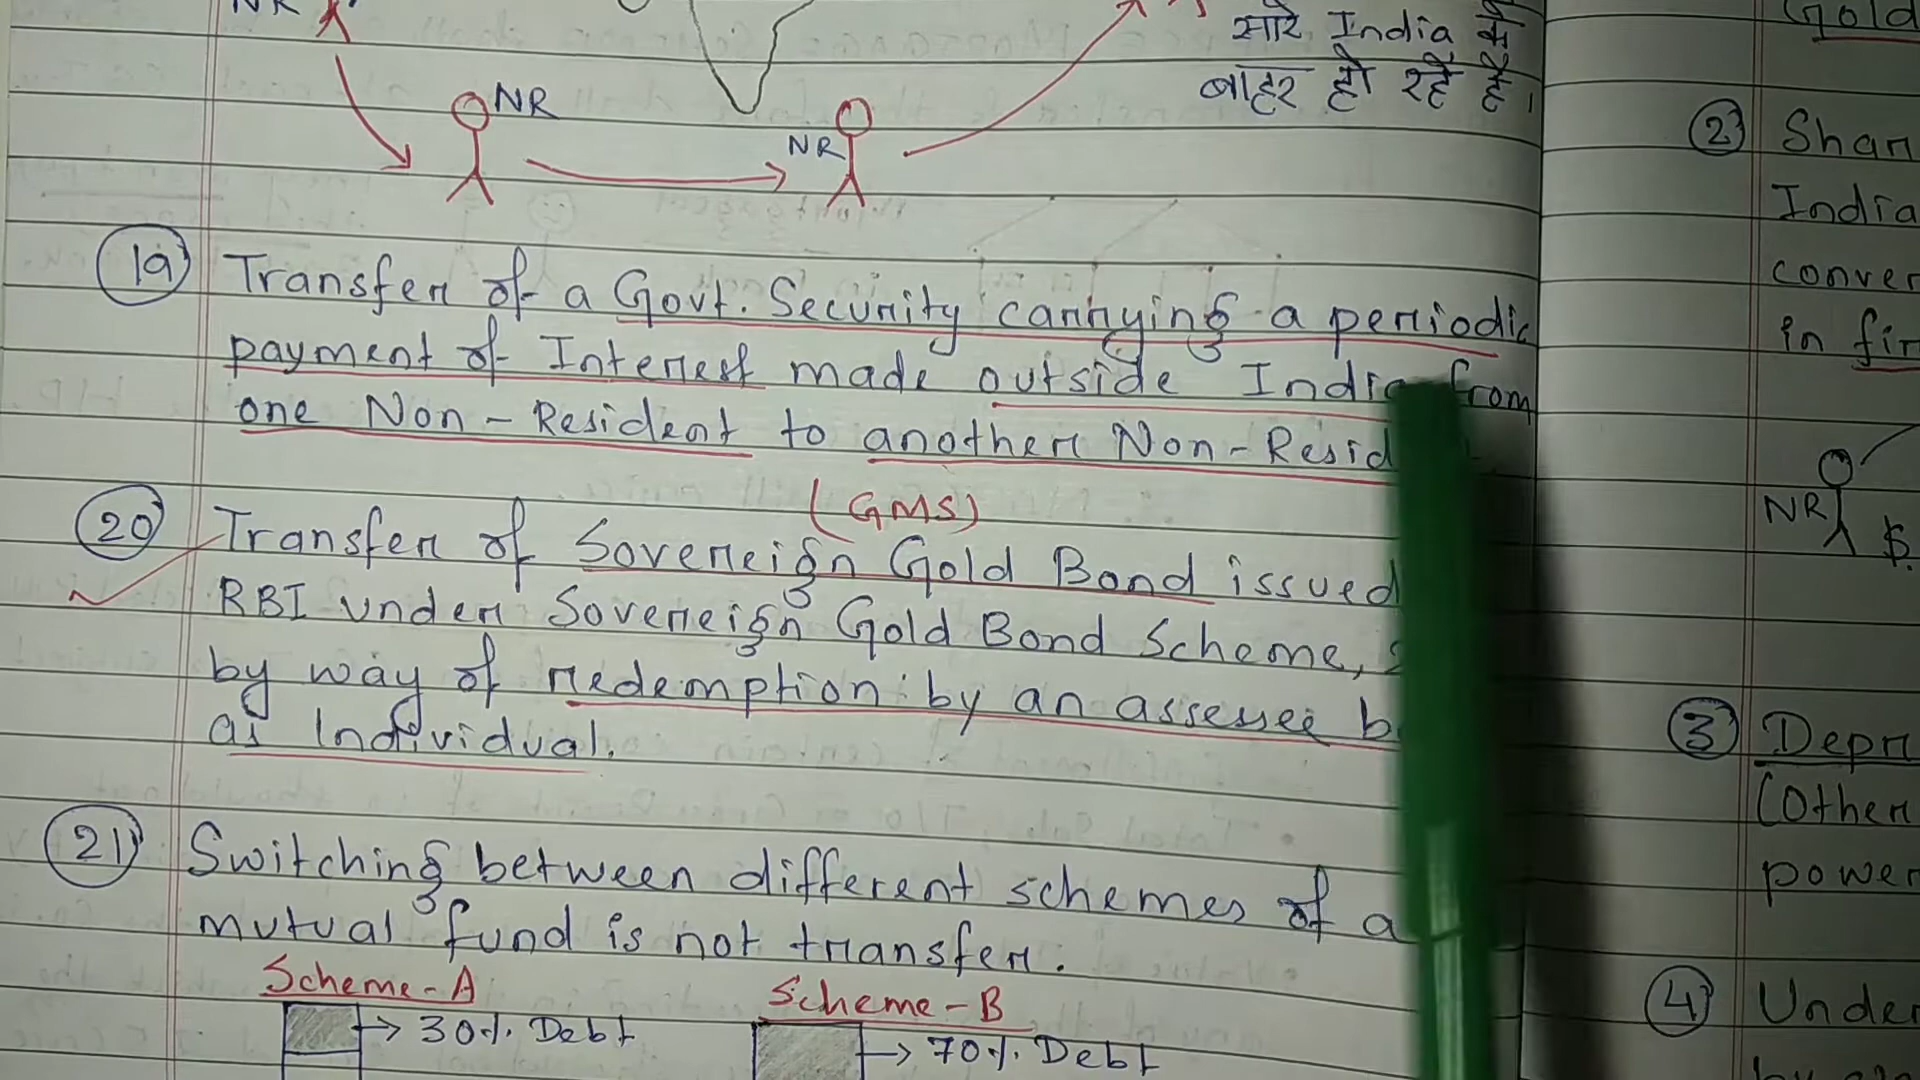 NR
NR
NR
सारे India के
बाहर हो रहे हैं।
19 Transfer of a Govt. Security carrying a periodic
payment of Interest made outside India from
one Non-Resident to another Non-Resid
(GMS)
20 Transfer of Sovereign Gold Bond issued
RBI under Sovereign Gold Bond Scheme,
by way of redemption by an assessee b
as Individual.
21 Switching between different schemes of a
mutual fund is not transfer.
Scheme-A
Scheme-B
30% Debt
70% Debt
Gold
2 Shar
India
conver
in fir
NR
$
3 Depr
(Other
power
4 Under